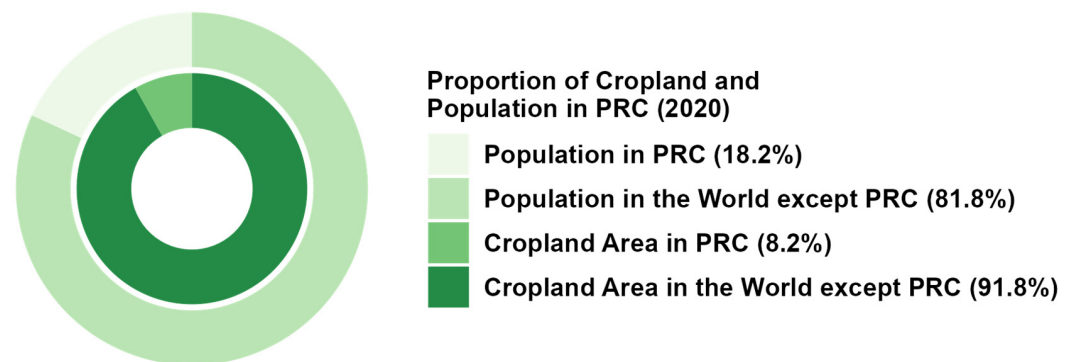 Proportion of Cropland and
Population in PRC (2020)
Population in PRC (18.2%)
Population in the World except PRC (81.8%)
Cropland Area in PRC (8.2%)
Cropland Area in the World except PRC (91.8%)